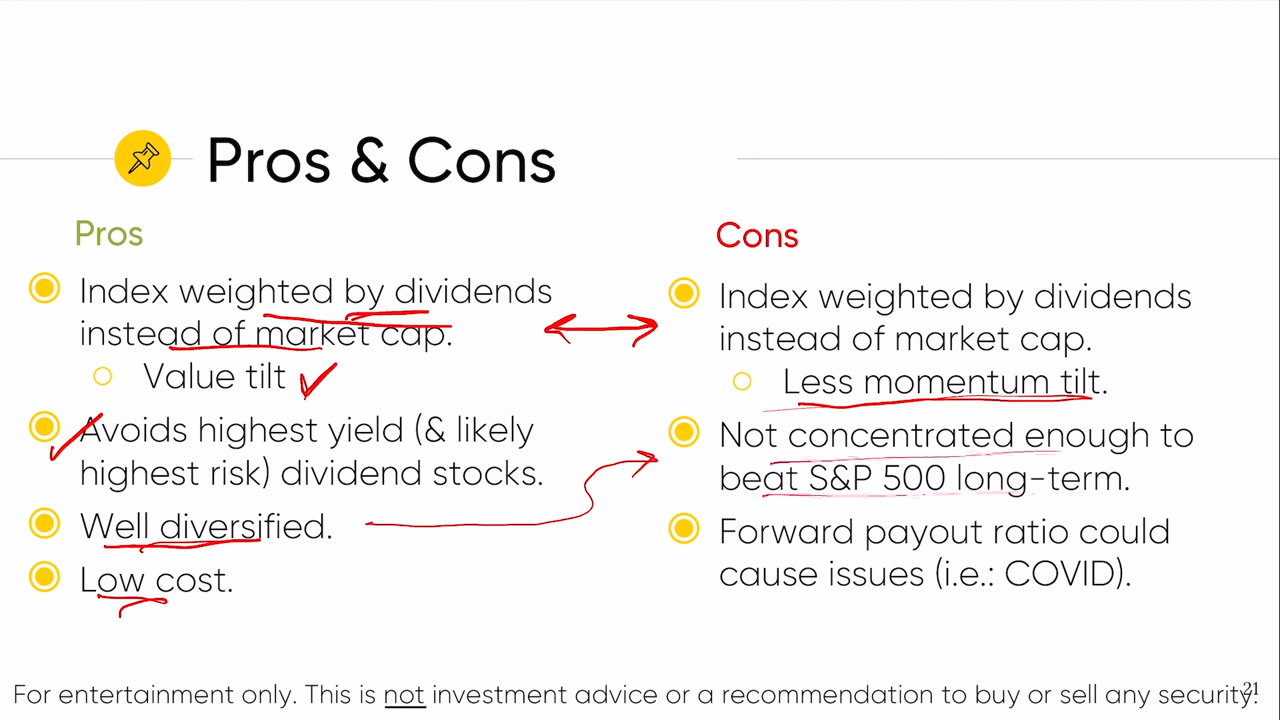 Pros & Cons
Pros
Index weighted by dividends
instead of market cap.
Value tilt
Avoids highest yield (& likely
highest risk) dividend stocks.
Well diversified.
Low cost.
Cons
Index weighted by dividends
instead of market cap.
Less momentum tilt.
Not concentrated enough to
beat S&P 500 long-term.
Forward payout ratio could
cause issues (i.e.: COVID).
For entertainment only. This is not investment advice or a recommendation to buy or sell any security.
21